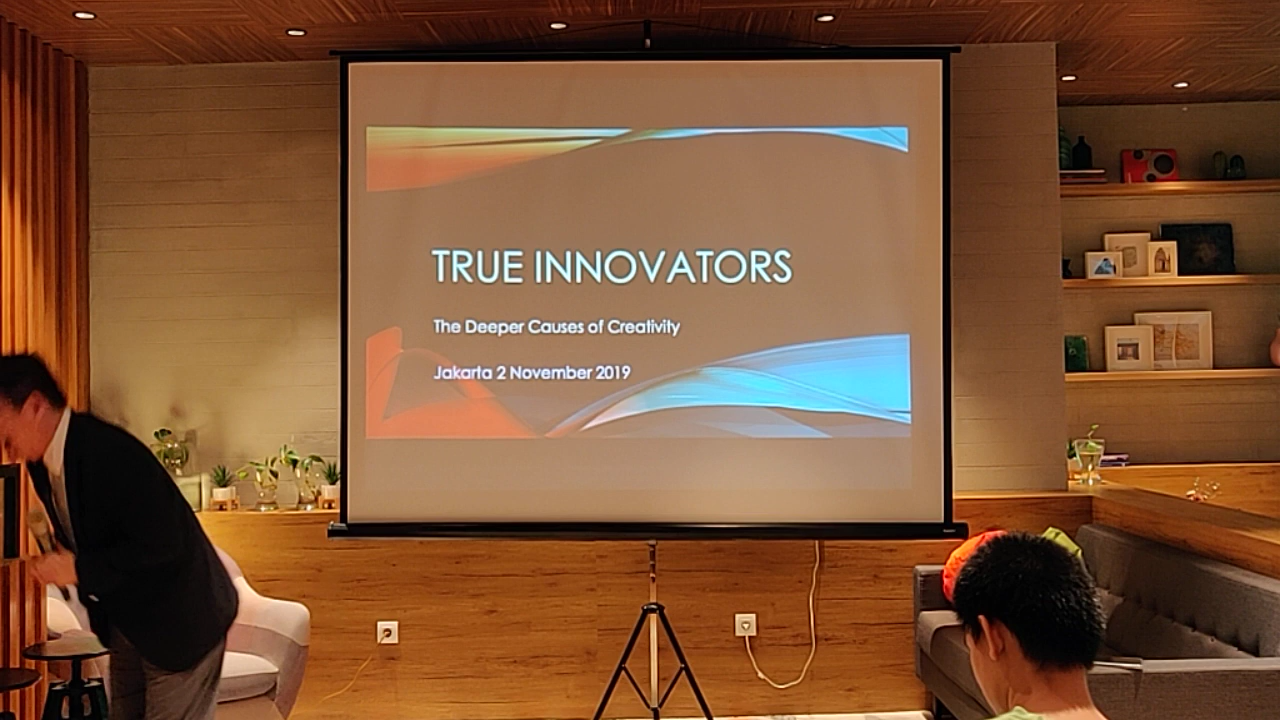 TRUE INNOVATORS
The Deeper Causes of Creativity
Jakarta 2 November 2019